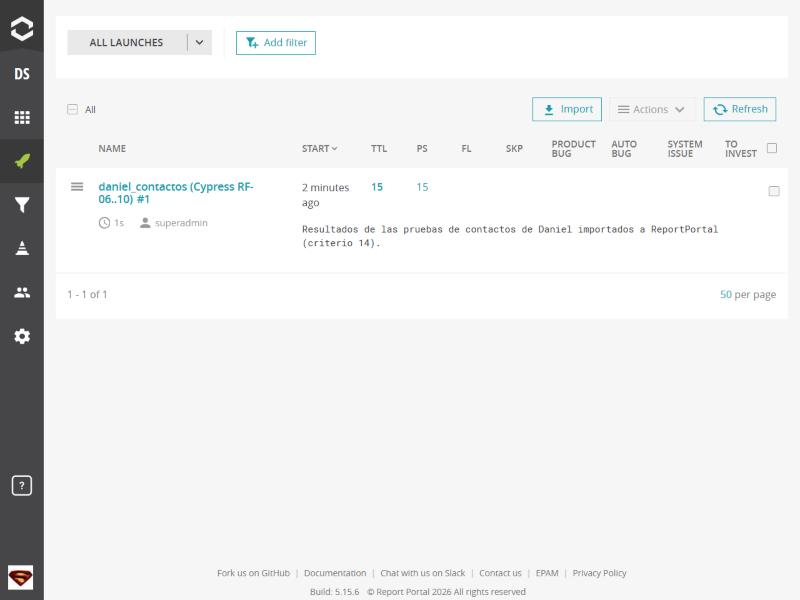 ALL LAUNCHES
Add filter
DS
All
Import
Actions
Refresh
NAME
START
TTL
PS
FL
SKP
PRODUCT
BUG
AUTO
BUG
SYSTEM
ISSUE
TO
INVEST
daniel_contactos (Cypress RF-
06..10) #1
2 minutes
ago
15
15
1s
superadmin
Resultados de las pruebas de contactos de Daniel importados a ReportPortal
(criterio 14).
1 - 1 of 1
50 per page
?
Fork us on GitHub | Documentation | Chat with us on Slack | Contact us | EPAM | Privacy Policy
Build: 5.15.6 © Report Portal 2026 All rights reserved